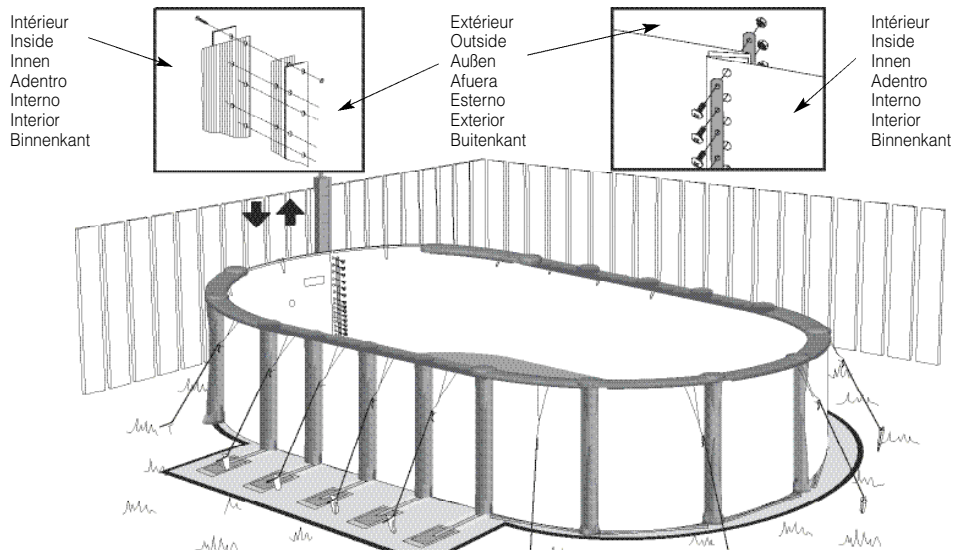 Intérieur
Inside
Innen
Adentro
Interno
Interior
Binnenkant
Extérieur
Outside
Außen
Afuera
Esterno
Exterior
Buitenkant
Intérieur
Inside
Innen
Adentro
Interno
Interior
Binnenkant